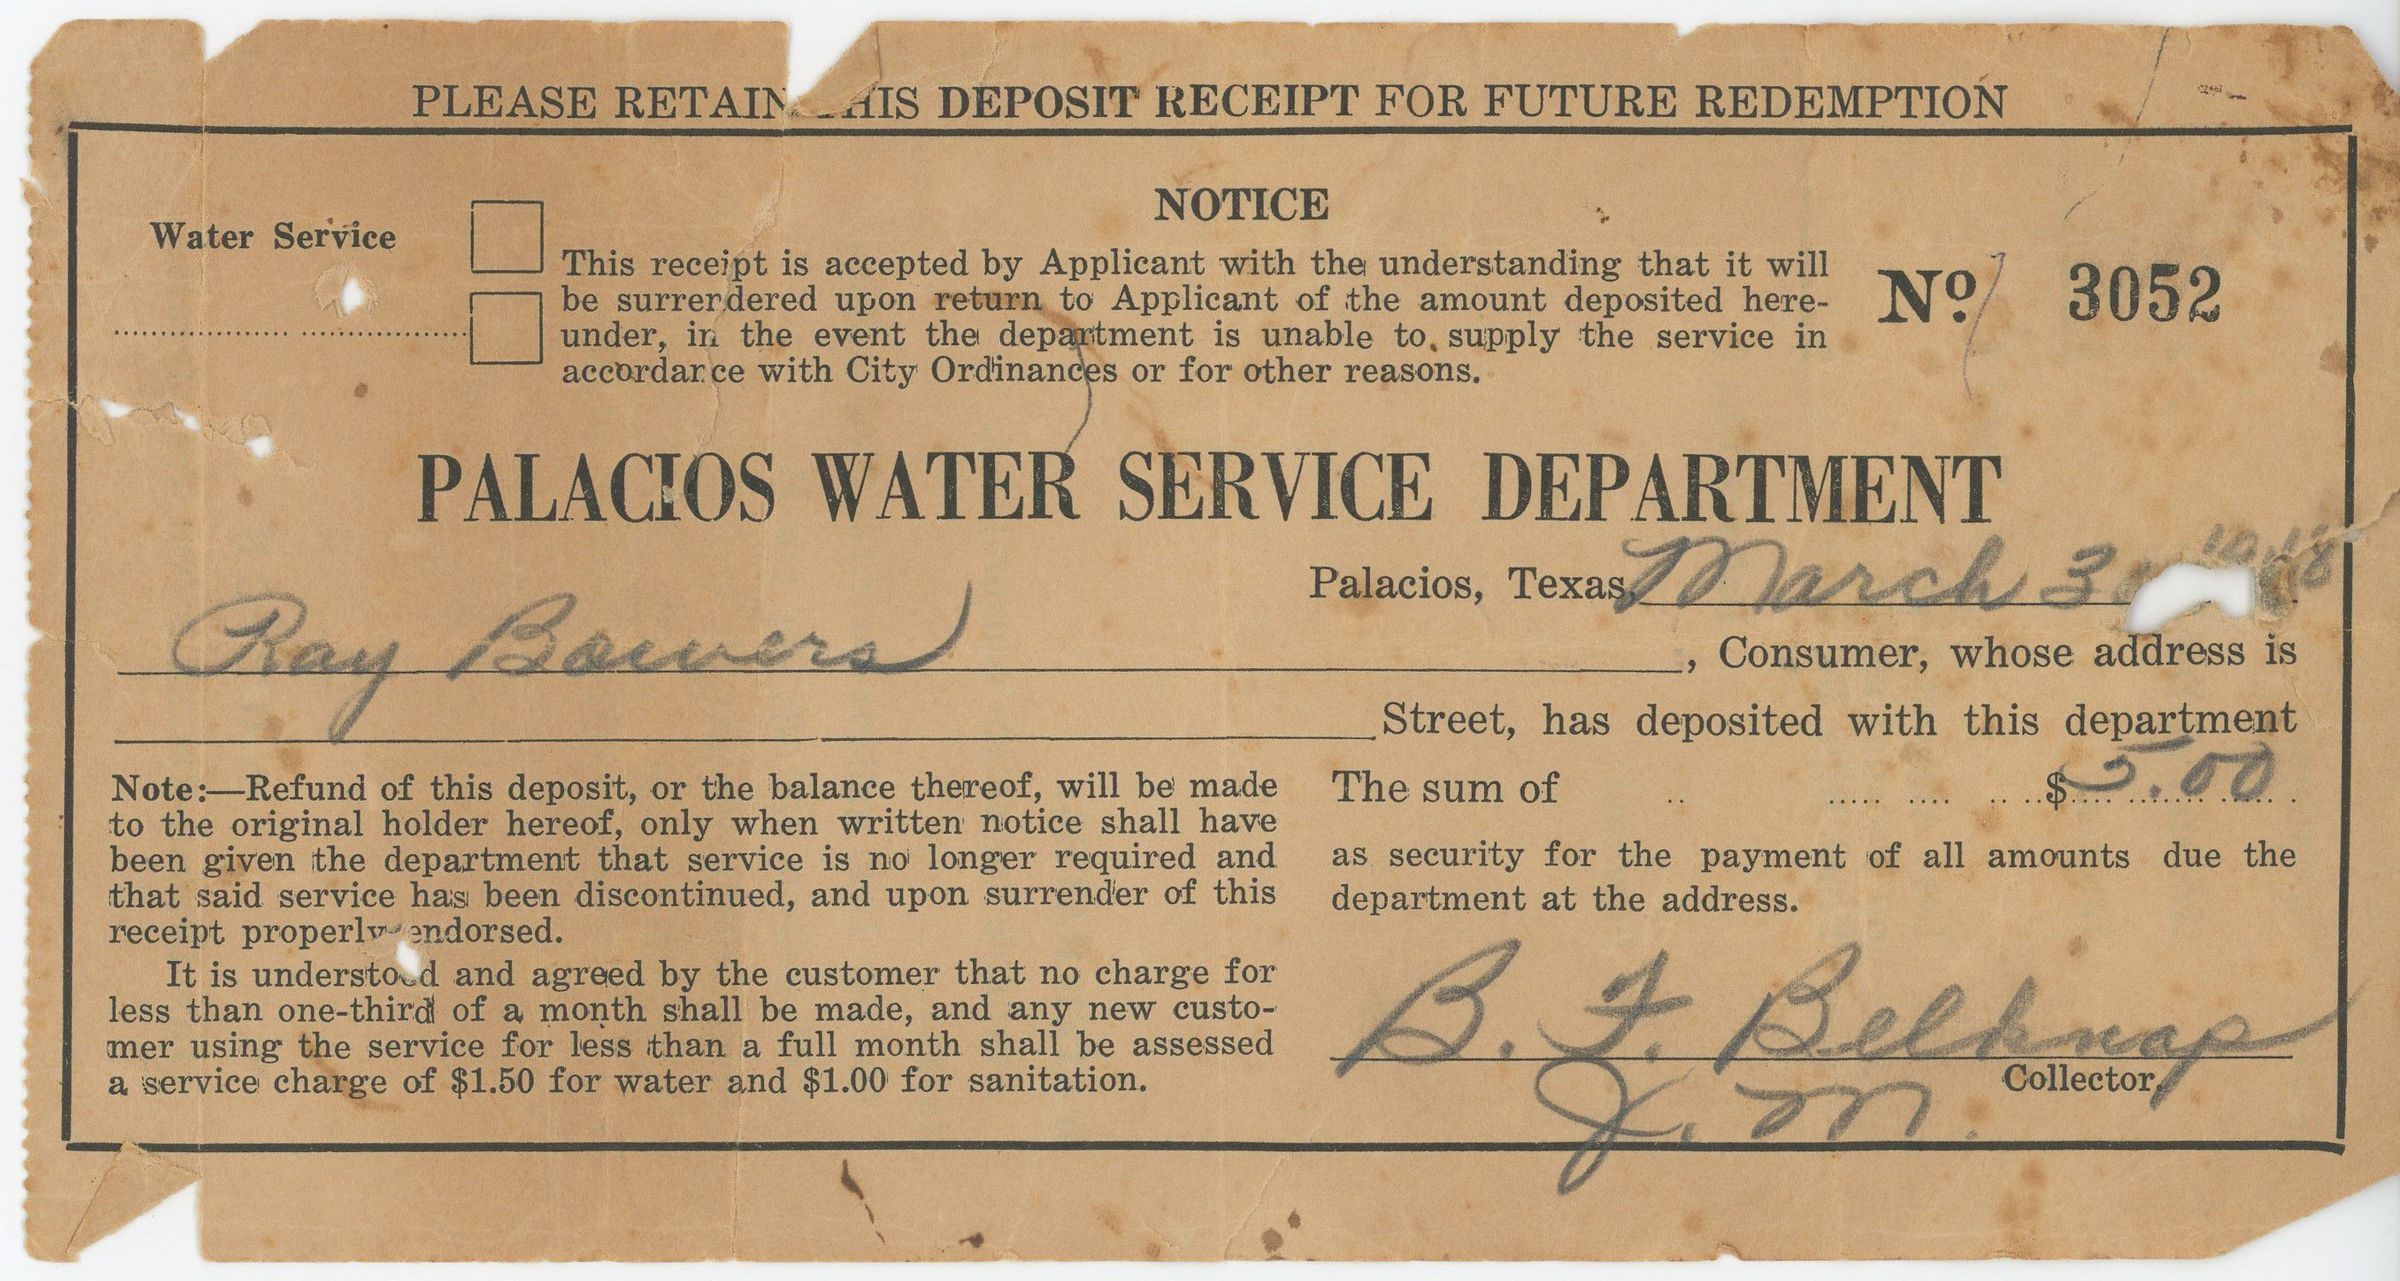 PLEASE RETAIN THIS DEPOSIT RECEIPT FOR FUTURE REDEMPTION
NOTICE
Water Service
This receipt is accepted by Applicant with the understanding that it will
be surrendered upon return to Applicant of the amount deposited here-
under, in the event the department is unable to supply the service in
accordance with City Ordinances or for other reasons.
Nº 3052
PALACIOS WATER SERVICE DEPARTMENT
Palacios, Texas, March
Ray Bowers, Consumer, whose address is
Street, has deposited with this department
Note:—Refund of this deposit, or the balance thereof, will be made
to the original holder hereof, only when written notice shall have
been given the department that service is no longer required and
that said service has been discontinued, and upon surrender of this
receipt properly endorsed.
It is understood and agreed by the customer that no charge for
less than one-third of a month shall be made, and any new custo-
mer using the service for less than a full month shall be assessed
a service charge of $1.50 for water and $1.00 for sanitation.
The sum of $5.00
as security for the payment of all amounts due the
department at the address.
B. F. Belknap
Collector.
J. M.